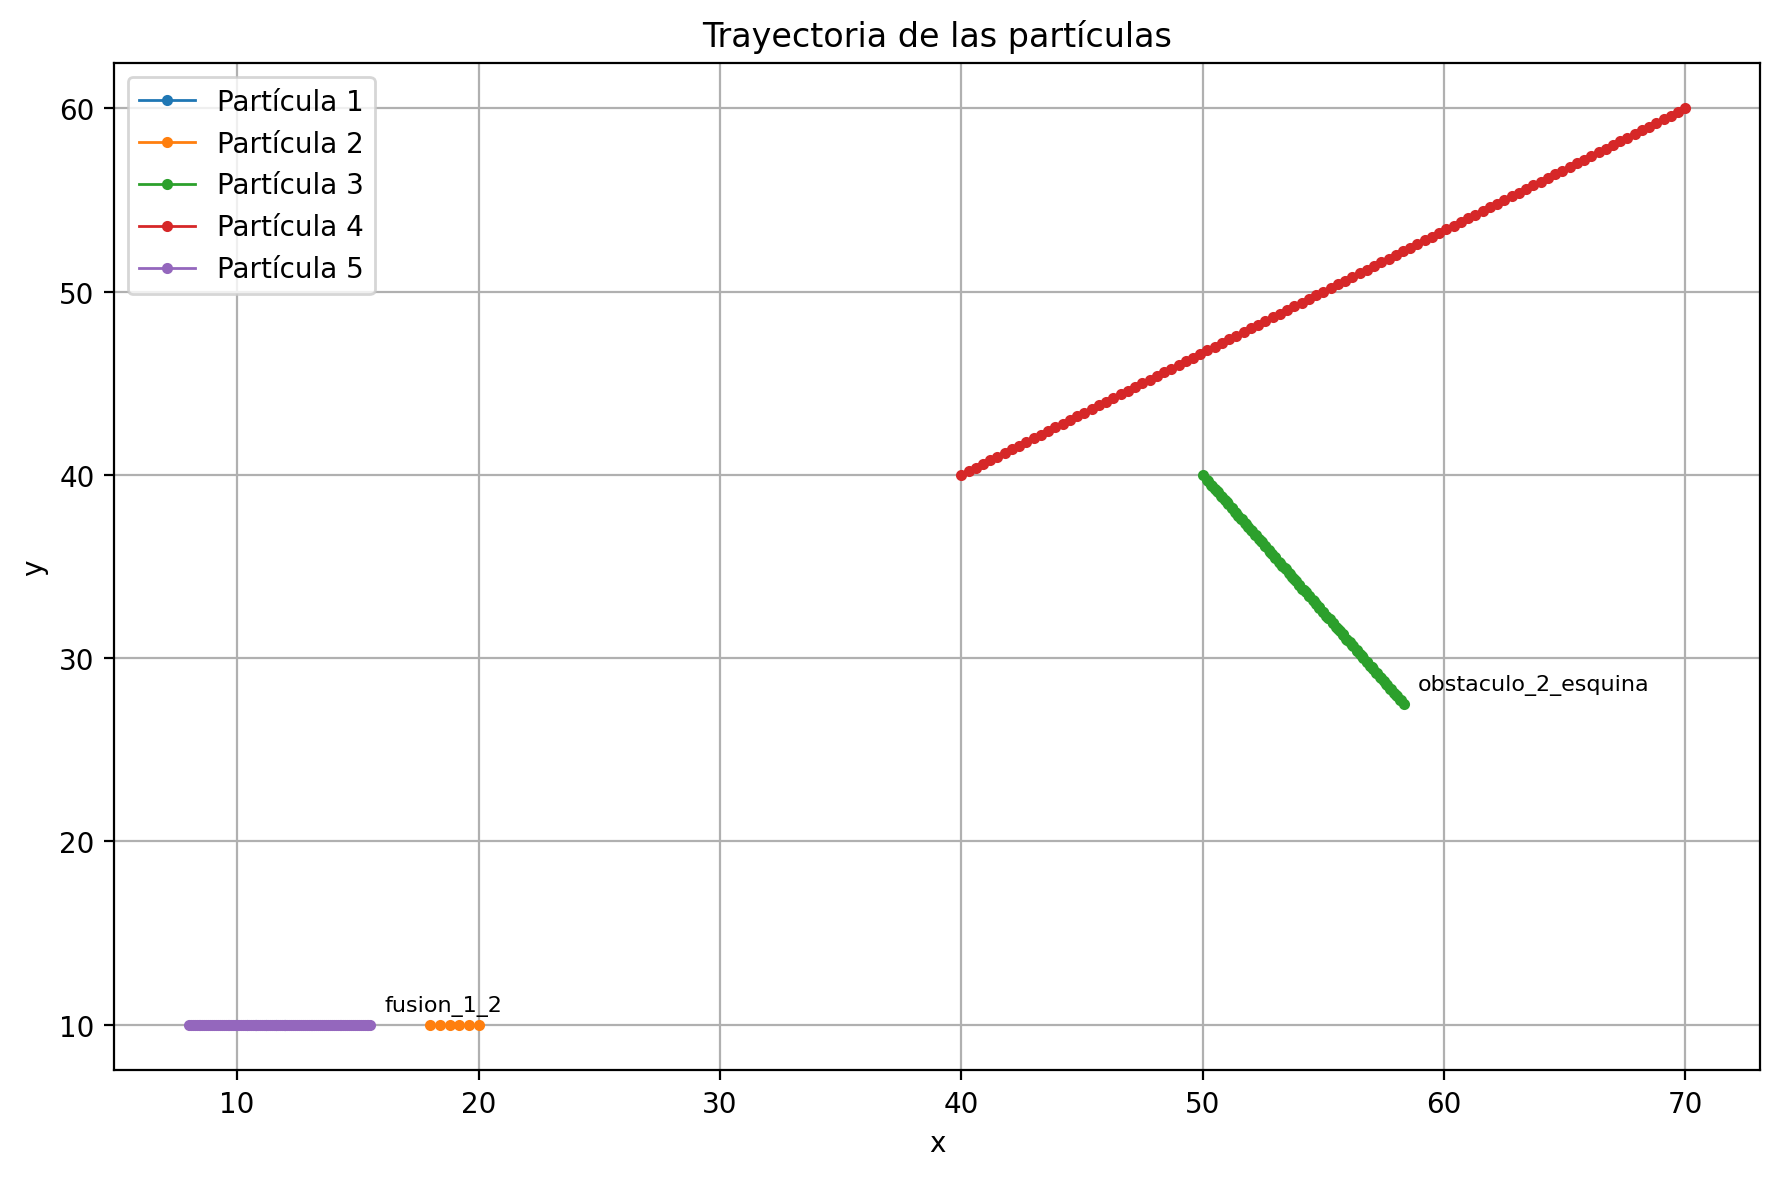 Trayectoria de las partículas
Partícula 1
Partícula 2
Partícula 3
Partícula 4
Partícula 5
60
50
40
30
20
10
y
obstaculo_2_esquina
fusion_1_2
10 20 30 40 50 60 70
x